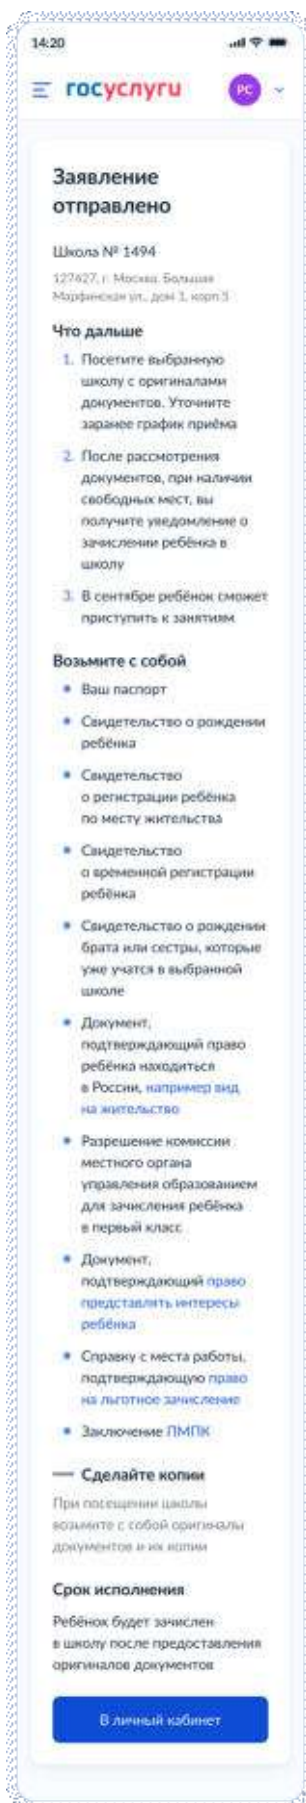 14:20
госуслуги
РС
Заявление
отправлено
Школа № 1494
127427, г. Москва. Большая
Марфинская ул., дом 1, корп 5
Что дальше
1. Посетите выбранную
школу с оригиналами
документов. Уточните
заранее график приёма
2. После рассмотрения
документов, при наличии
свободных мест, вы
получите уведомление о
зачислении ребёнка в
школу
3. В сентябре ребёнок сможет
приступить к занятиям
Возьмите с собой
• Ваш паспорт
• Свидетельство о рождении
ребёнка
• Свидетельство
о регистрации ребёнка
по месту жительства
• Свидетельство
о временной регистрации
ребёнка
• Свидетельство о рождении
брата или сестры, которые
уже учатся в выбранной
школе
• Документ,
подтверждающий право
ребёнка находиться
в России, например вид
на жительство
• Разрешение комиссии
местного органа
управления образованием
для зачисления ребёнка
в первый класс
• Документ,
подтверждающий право
представлять интересы
ребёнка
• Справку с места работы,
подтверждающую право
на льготное зачисление
• Заключение ПМПК
— Сделайте копии
При посещении школы
возьмите с собой оригиналы
документов и их копии
Срок исполнения
Ребёнок будет зачислен
в школу после предоставления
оригиналов документов
В личный кабинет